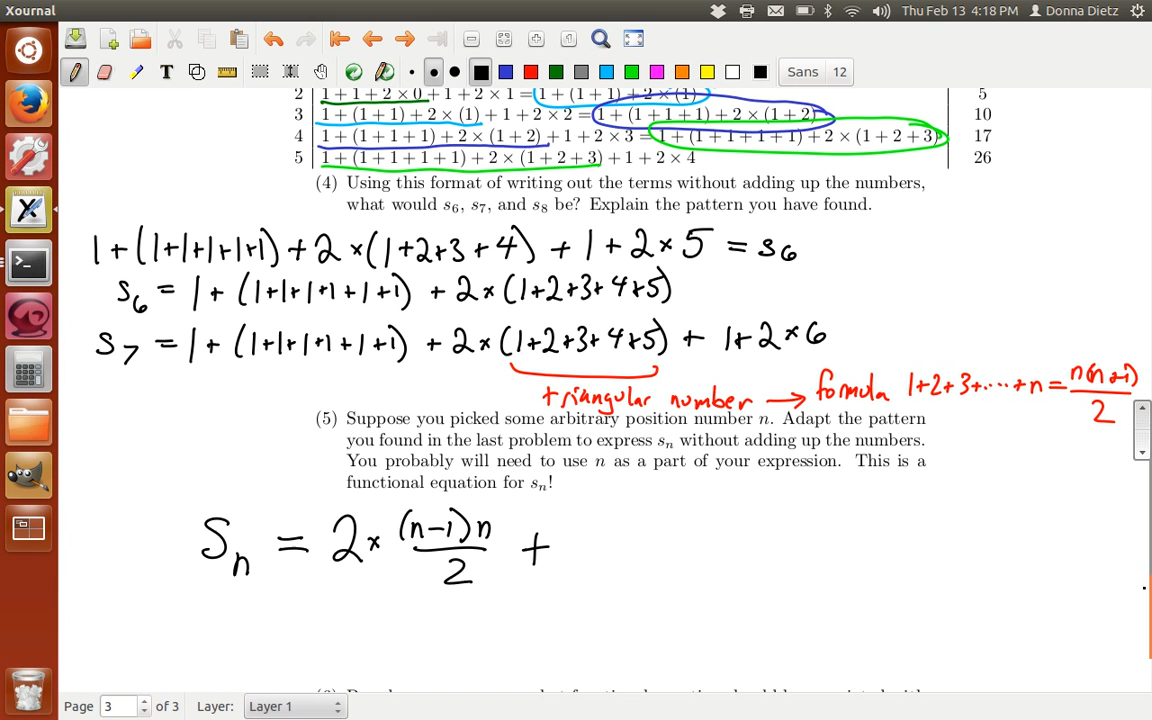 Xournal Thu Feb 13 4:18 PM Donna Dietz
Sans 12
2 1 + 1 + 2 × 0 + 1 + 2 × 1 = 1 + (1 + 1) + 2 × (1) 5
3 1 + (1 + 1) + 2 × (1) + 1 + 2 × 2 = 1 + (1 + 1 + 1) + 2 × (1 + 2) 10
4 1 + (1 + 1 + 1) + 2 × (1 + 2) + 1 + 2 × 3 = 1 + (1 + 1 + 1 + 1) + 2 × (1 + 2 + 3) 17
5 1 + (1 + 1 + 1 + 1) + 2 × (1 + 2 + 3) + 1 + 2 × 4 26
(4) Using this format of writing out the terms without adding up the numbers,
what would s₆, s₇, and s₈ be? Explain the pattern you have found.
1 + (1+1+1+1+1) + 2 × (1+2+3+4) + 1 + 2 × 5 = s₆
s₆ = 1 + (1+1+1+1+1+1) + 2 × (1+2+3+4+5)
s₇ = 1 + (1+1+1+1+1+1) + 2 × (1+2+3+4+5) + 1 + 2 × 6
triangular number → formula 1+2+3+...+n = n(n+1)/2
(5) Suppose you picked some arbitrary position number n. Adapt the pattern
you found in the last problem to express sₙ without adding up the numbers.
You probably will need to use n as a part of your expression. This is a
functional equation for sₙ!
Sₙ = 2 × (n-1)n/2 +
Page 3 of 3 Layer: Layer 1